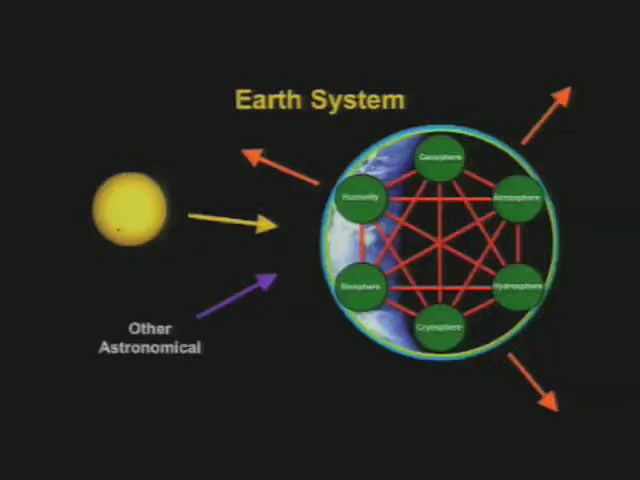 Earth System
Geosphere
Humanity
Atmosphere
Biosphere
Hydrosphere
Cryosphere
Other
Astronomical